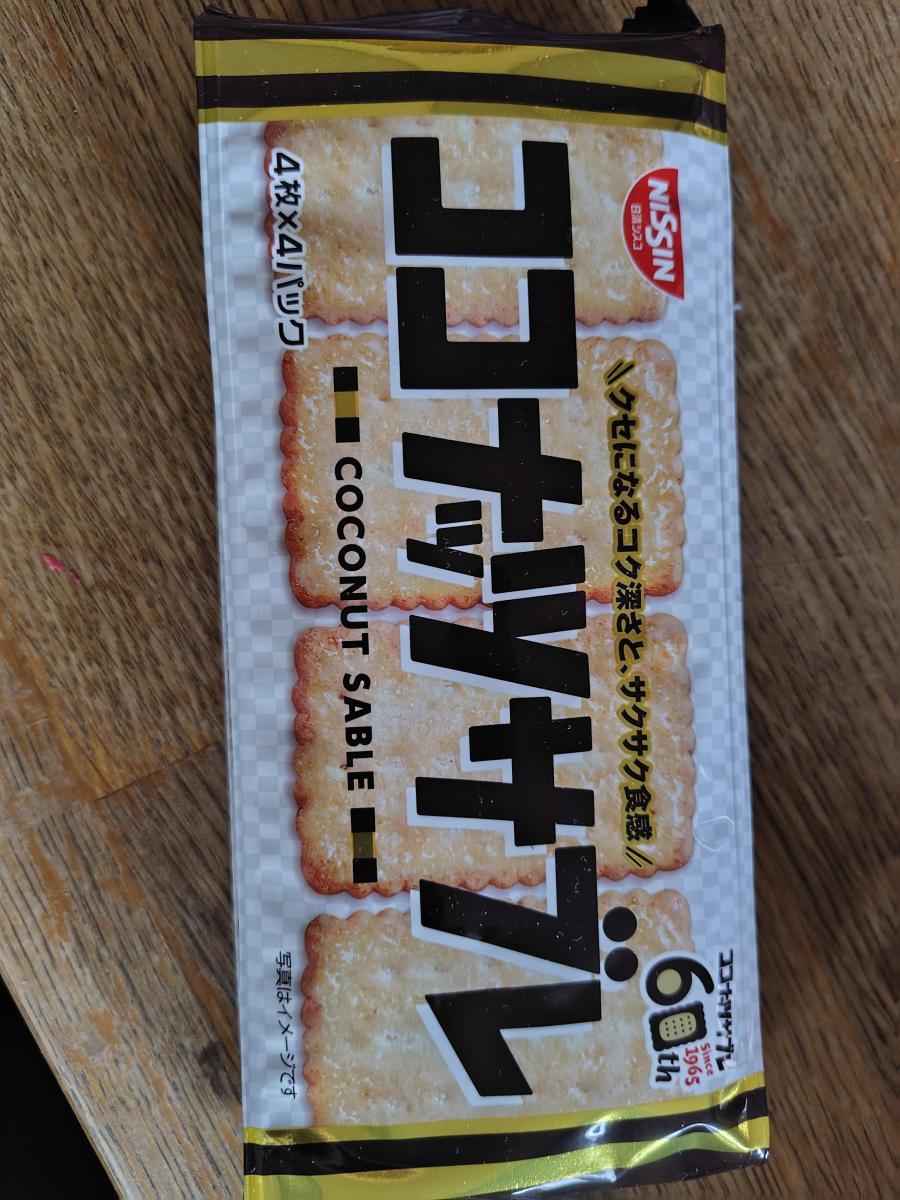 NISSIN
日清シスコ
クセになるコク深さと、サクサク食感
ココナッツサブレ
60th
Since
1965
ココナッツサブレ
COCONUT SABLE
4枚×4パック
写真はイメージです